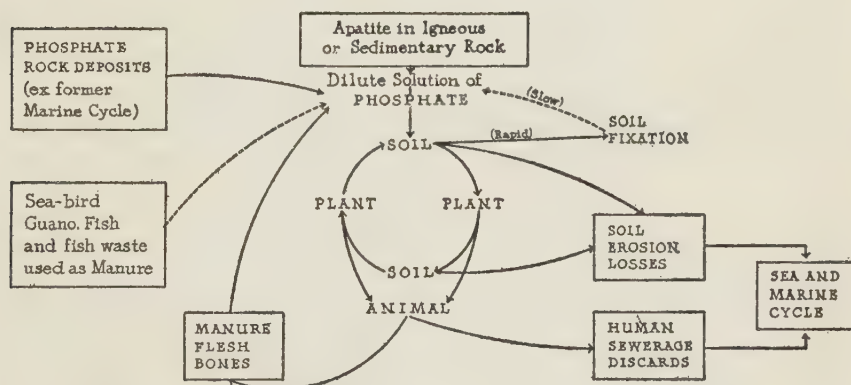 Apatite in Igneous
or Sedimentary Rock
PHOSPHATE
ROCK DEPOSITS
(ex former
Marine Cycle)
Dilute Solution of
PHOSPHATE
(Slow)
SOIL
FIXATION
(Rapid)
SOIL
Sea-bird
Guano. Fish
and fish waste
used as Manure
PLANT
PLANT
SOIL
EROSION
LOSSES
SOIL
SEA AND
MARINE
CYCLE
ANIMAL
MANURE
FLESH
BONES
HUMAN
SEWERAGE
DISCARDS